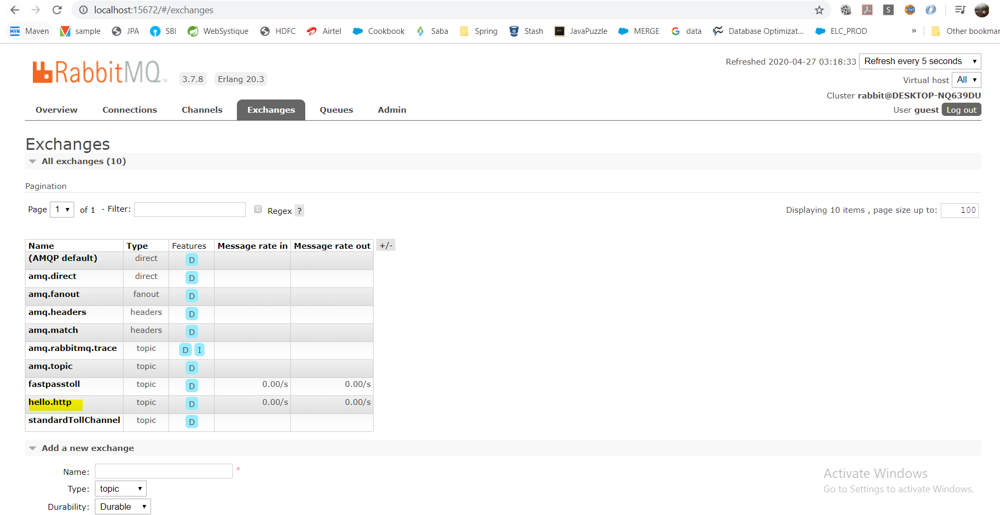 localhost:15672/#/exchanges
Maven sample JPA SBI WebSystique HDFC Airtel Cookbook Saba Spring Stash JavaPuzzle MERGE data Database Optimizat... ELC_PROD » Other bookmar
RabbitMQ TM 3.7.8 Erlang 20.3
Refreshed 2020-04-27 03:18:33 Refresh every 5 seconds
Virtual host All
Cluster rabbit@DESKTOP-NQ639DU
User guest Log out
Overview Connections Channels Exchanges Queues Admin
Exchanges
All exchanges (10)
Pagination
Page 1 of 1 - Filter: Regex ? Displaying 10 items , page size up to: 100
Name Type Features Message rate in Message rate out +/-
(AMQP default) direct D
amq.direct direct D
amq.fanout fanout D
amq.headers headers D
amq.match headers D
amq.rabbitmq.trace topic D I
amq.topic topic D
fastpasstoll topic D 0.00/s 0.00/s
hello.http topic D 0.00/s 0.00/s
standardTollChannel topic D
Add a new exchange
Name: *
Type: topic
Durability: Durable
Activate Windows
Go to Settings to activate Windows.